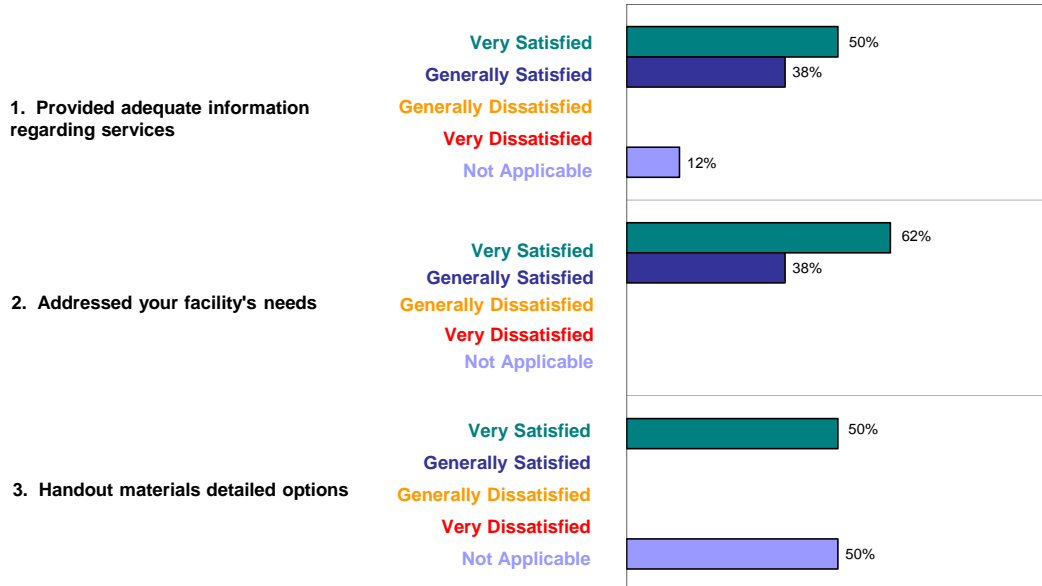 Very Satisfied 50%
Generally Satisfied 38%
1. Provided adequate information
regarding services
Generally Dissatisfied
Very Dissatisfied
Not Applicable 12%
Very Satisfied 62%
Generally Satisfied 38%
2. Addressed your facility's needs
Generally Dissatisfied
Very Dissatisfied
Not Applicable
Very Satisfied 50%
Generally Satisfied
3. Handout materials detailed options
Generally Dissatisfied
Very Dissatisfied
Not Applicable 50%